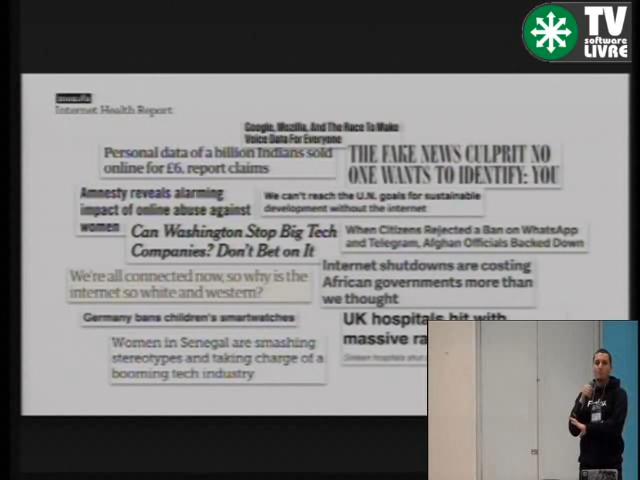 TV
software
LIVRE
moz://a
Internet Health Report
Google, Mozilla, And The Race To Make
Voice Data For Everyone
Personal data of a billion Indians sold
online for £6, report claims
THE FAKE NEWS CULPRIT NO
ONE WANTS TO IDENTIFY: YOU
Amnesty reveals alarming
impact of online abuse against
women
We can't reach the U.N. goals for sustainable
development without the internet
Can Washington Stop Big Tech
Companies? Don't Bet on It
When Citizens Rejected a Ban on WhatsApp
and Telegram, Afghan Officials Backed Down
We're all connected now, so why is the
internet so white and western?
Internet shutdowns are costing
African governments more than
we thought
Germany bans children's smartwatches
UK hospitals hit with
massive ra
Women in Senegal are smashing
stereotypes and taking charge of a
booming tech industry